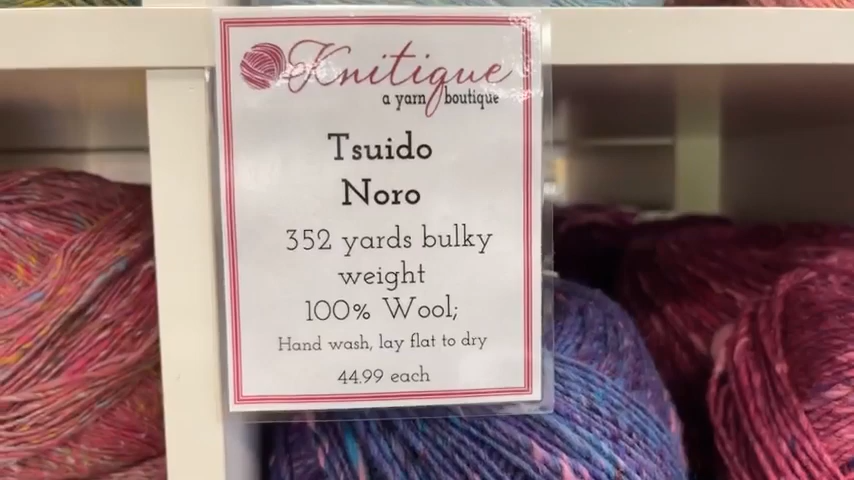 Knitique
a yarn boutique
Tsuido
Noro
352 yards bulky
weight
100% Wool;
Hand wash, lay flat to dry
44.99 each